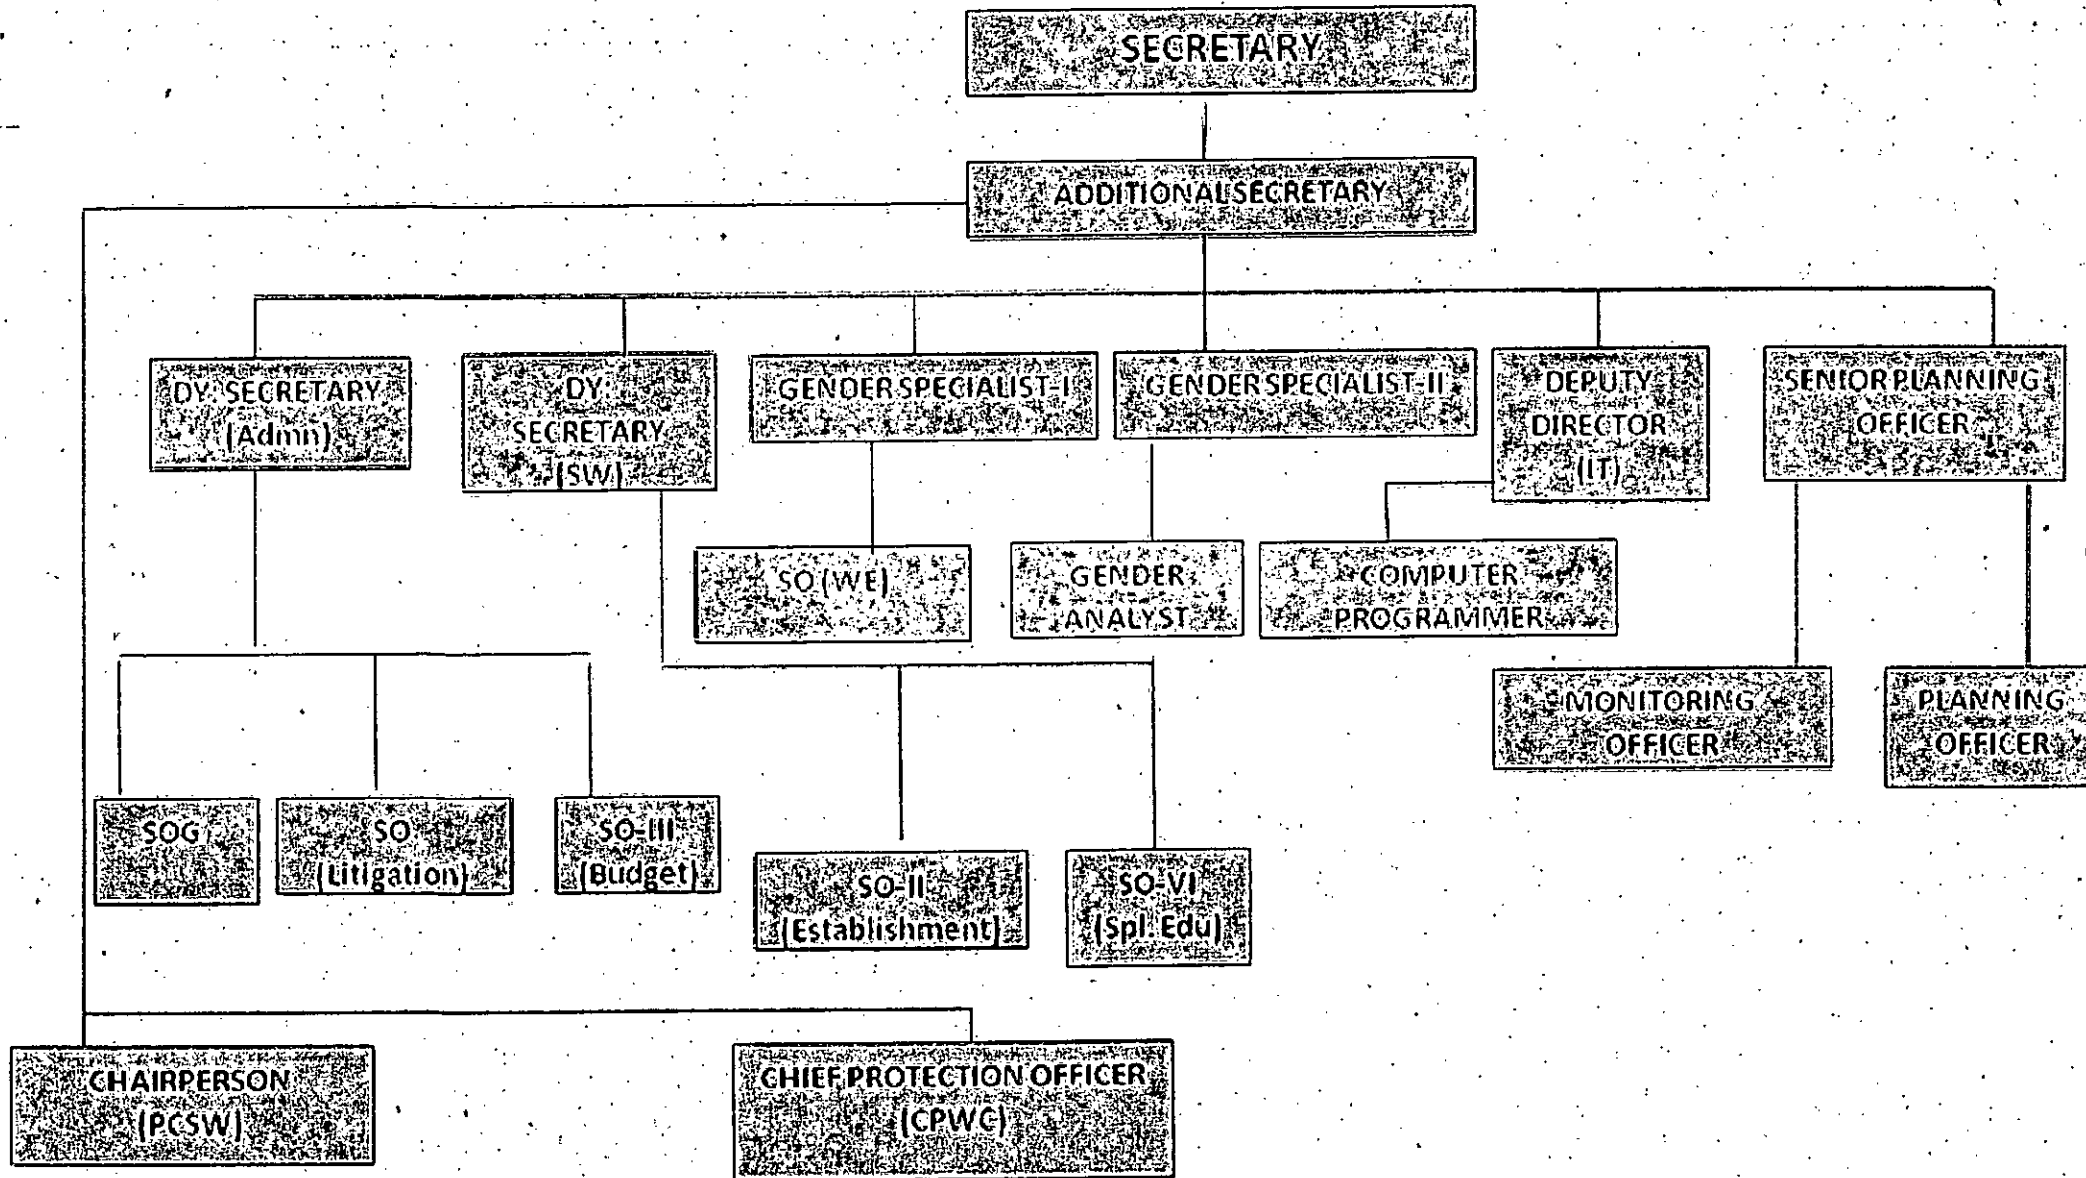 SECRETARY
ADDITIONAL SECRETARY
DY: SECRETARY
(Admn)
DY:
SECRETARY
(SW)
GENDER SPECIALIST-I
GENDER SPECIALIST-II
DEPUTY
DIRECTOR
(IT)
SENIOR PLANNING
OFFICER
SO (WE)
GENDER
ANALYST
COMPUTER
PROGRAMMER
MONITORING
OFFICER
PLANNING
OFFICER
SOG
SO
(Litigation)
SO-III
(Budget)
SO-II
(Establishment)
SO-VI
(Spl. Edu)
CHAIRPERSON
(PCSW)
CHIEF PROTECTION OFFICER
(CPWC)